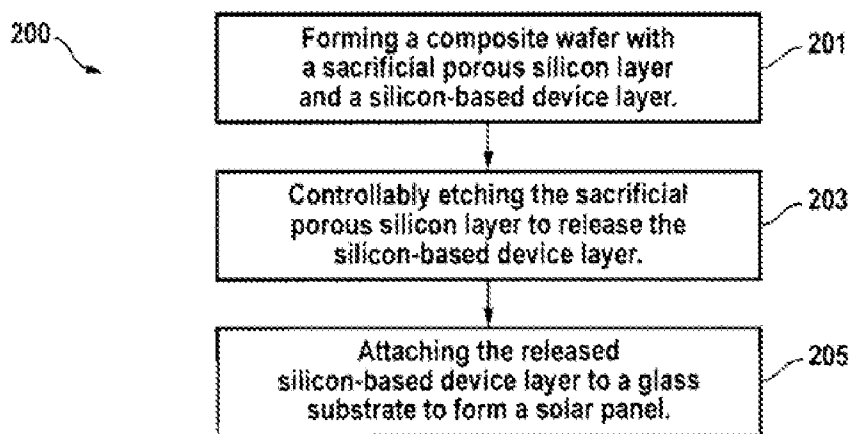 200
Forming a composite wafer with
a sacrificial porous silicon layer
and a silicon-based device layer.
201
Controllably etching the sacrificial
porous silicon layer to release the
silicon-based device layer.
203
Attaching the released
silicon-based device layer to a glass
substrate to form a solar panel.
205